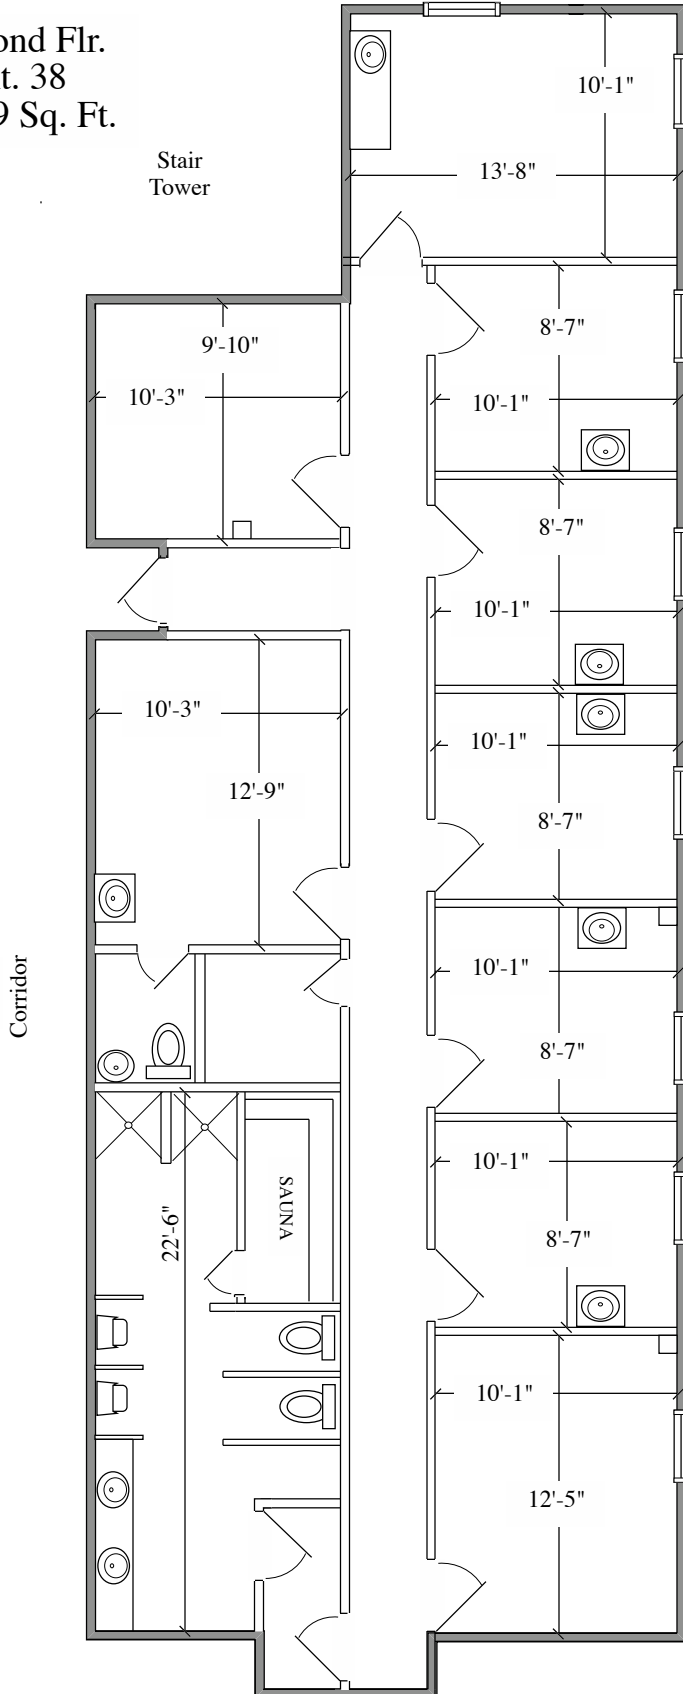 ond Flr.
t. 38
9 Sq. Ft.
Stair
Tower
10'-1"
13'-8"
8'-7"
9'-10"
10'-3"
10'-1"
8'-7"
10'-1"
10'-3"
10'-1"
12'-9"
8'-7"
Corridor
10'-1"
8'-7"
10'-1"
SAUNA
22'-6"
8'-7"
10'-1"
12'-5"